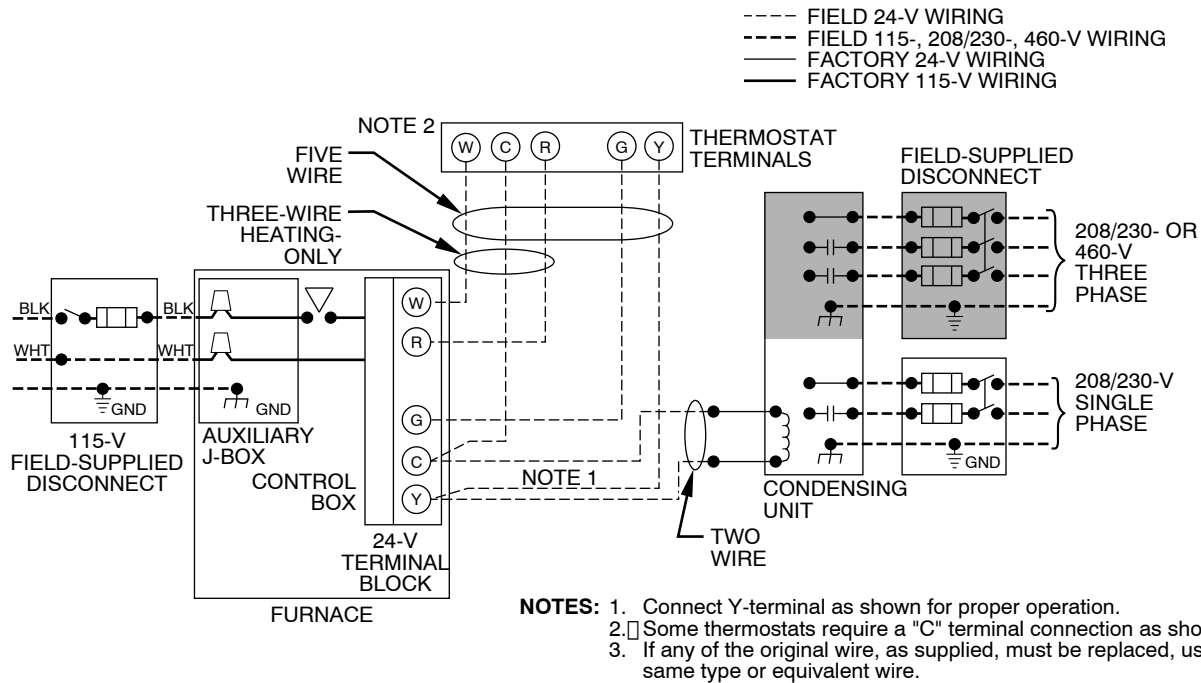 FIELD 24-V WIRING
FIELD 115-, 208/230-, 460-V WIRING
FACTORY 24-V WIRING
FACTORY 115-V WIRING
NOTE 2
W C R G Y
THERMOSTAT
TERMINALS
FIVE
WIRE
THREE-WIRE
HEATING-
ONLY
FIELD-SUPPLIED
DISCONNECT
208/230- OR
460-V
THREE
PHASE
BLK
BLK
WHT
WHT
GND
GND
W
R
G
C
Y
115-V
FIELD-SUPPLIED
DISCONNECT
AUXILIARY
J-BOX
CONTROL
BOX
24-V
TERMINAL
BLOCK
FURNACE
NOTE 1
TWO
WIRE
CONDENSING
UNIT
GND
208/230-V
SINGLE
PHASE
NOTES: 1. Connect Y-terminal as shown for proper operation.
2. Some thermostats require a "C" terminal connection as sho
3. If any of the original wire, as supplied, must be replaced, us
same type or equivalent wire.